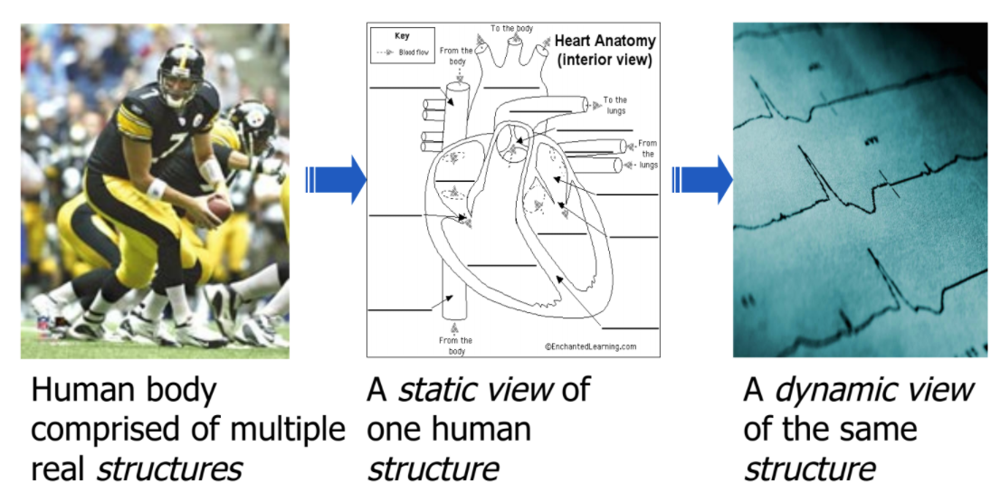 7
7
Key
Blood flow
To the body
From the
body
Heart Anatomy
(interior view)
To the
lungs
From
the
lungs
From the
body
©EnchantedLearning.com
Human body
comprised of multiple
real structures
A static view of
one human
structure
A dynamic view
of the same
structure